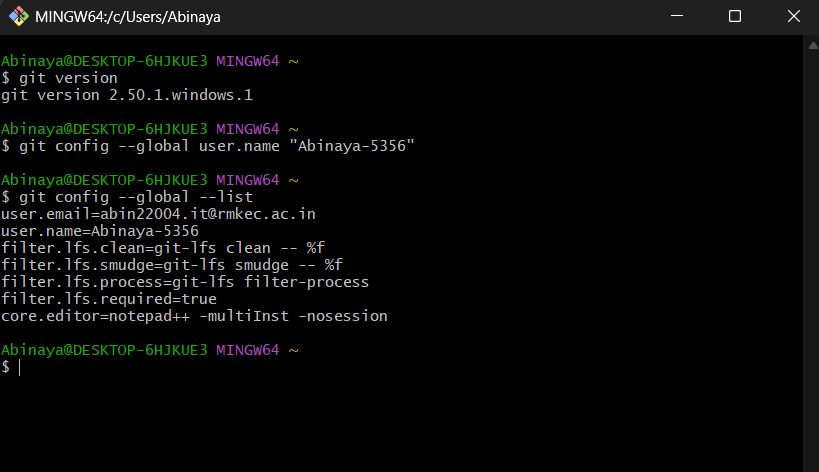 MINGW64:/c/Users/Abinaya
Abinaya@DESKTOP-6HJKUE3 MINGW64 ~
$ git version
git version 2.50.1.windows.1
Abinaya@DESKTOP-6HJKUE3 MINGW64 ~
$ git config --global user.name "Abinaya-5356"
Abinaya@DESKTOP-6HJKUE3 MINGW64 ~
$ git config --global --list
user.email=abin22004.it@rmkec.ac.in
user.name=Abinaya-5356
filter.lfs.clean=git-lfs clean -- %f
filter.lfs.smudge=git-lfs smudge -- %f
filter.lfs.process=git-lfs filter-process
filter.lfs.required=true
core.editor=notepad++ -multiInst -nosession
Abinaya@DESKTOP-6HJKUE3 MINGW64 ~
$